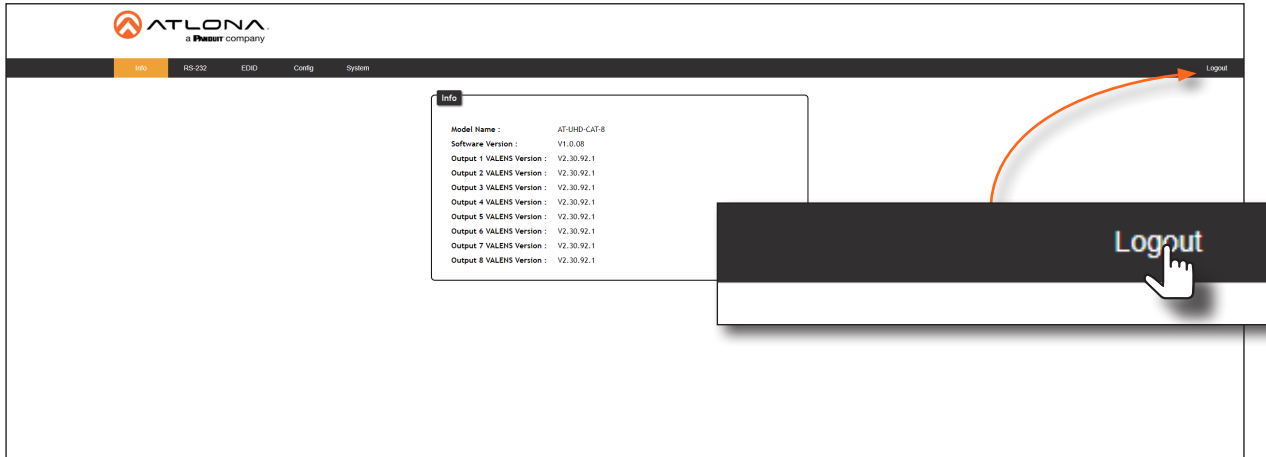 ATLONA.
a PANDUIT company
Info RS-232 EDID Config System Logout
Info
Model Name : AT-UHD-CAT-8
Software Version : V1.0.08
Output 1 VALENS Version : V2.30.92.1
Output 2 VALENS Version : V2.30.92.1
Output 3 VALENS Version : V2.30.92.1
Output 4 VALENS Version : V2.30.92.1
Output 5 VALENS Version : V2.30.92.1
Output 6 VALENS Version : V2.30.92.1
Output 7 VALENS Version : V2.30.92.1
Output 8 VALENS Version : V2.30.92.1
Logout